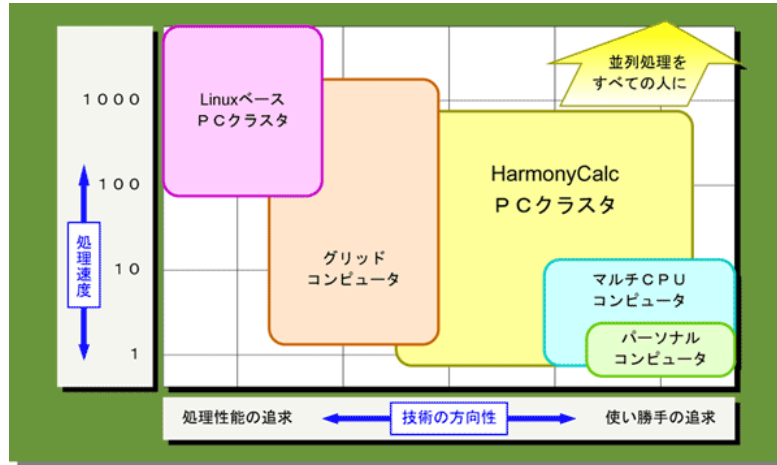 並列処理を
すべての人に
Linuxベース
ＰＣクラスタ
HarmonyCalc
ＰＣクラスタ
グリッド
コンピュータ
マルチＣＰＵ
コンピュータ
パーソナル
コンピュータ
１０００
１００
１０
１
処理速度
処理性能の追求
技術の方向性
使い勝手の追求